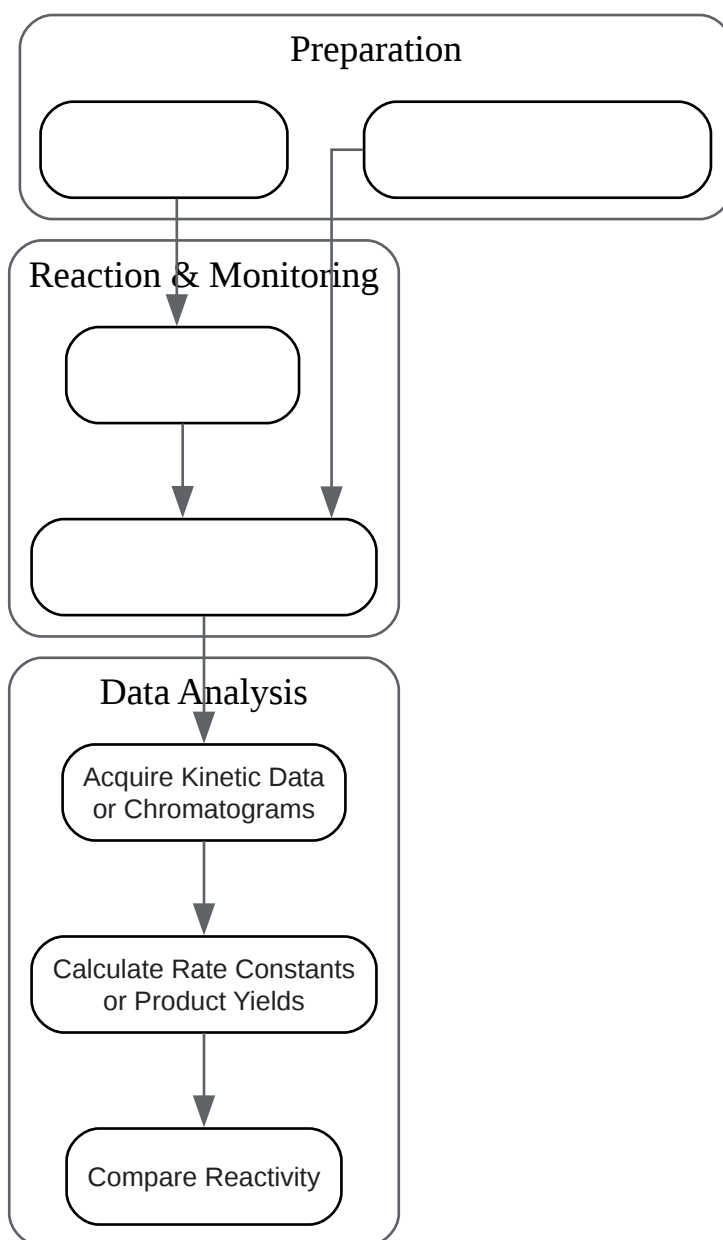 Preparation
Reaction & Monitoring
Data Analysis
Acquire Kinetic Data
or Chromatograms
Calculate Rate Constants
or Product Yields
Compare Reactivity